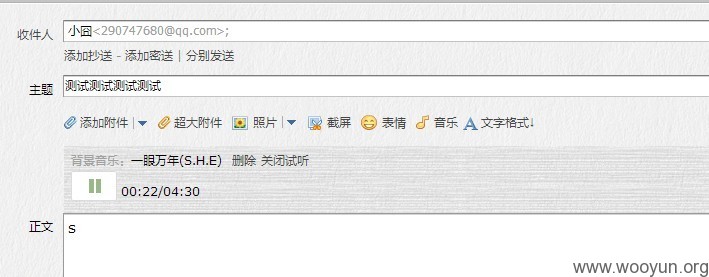 收件人 小囧<290747680@qq.com>;
添加抄送 - 添加密送 | 分别发送
主题 测试测试测试测试
添加附件 | 超大附件 照片 | 截屏 表情 音乐 文字格式↓
背景音乐：一眼万年(S.H.E) 删除 关闭试听
00:22/04:30
正文 s
www.wooyun.org